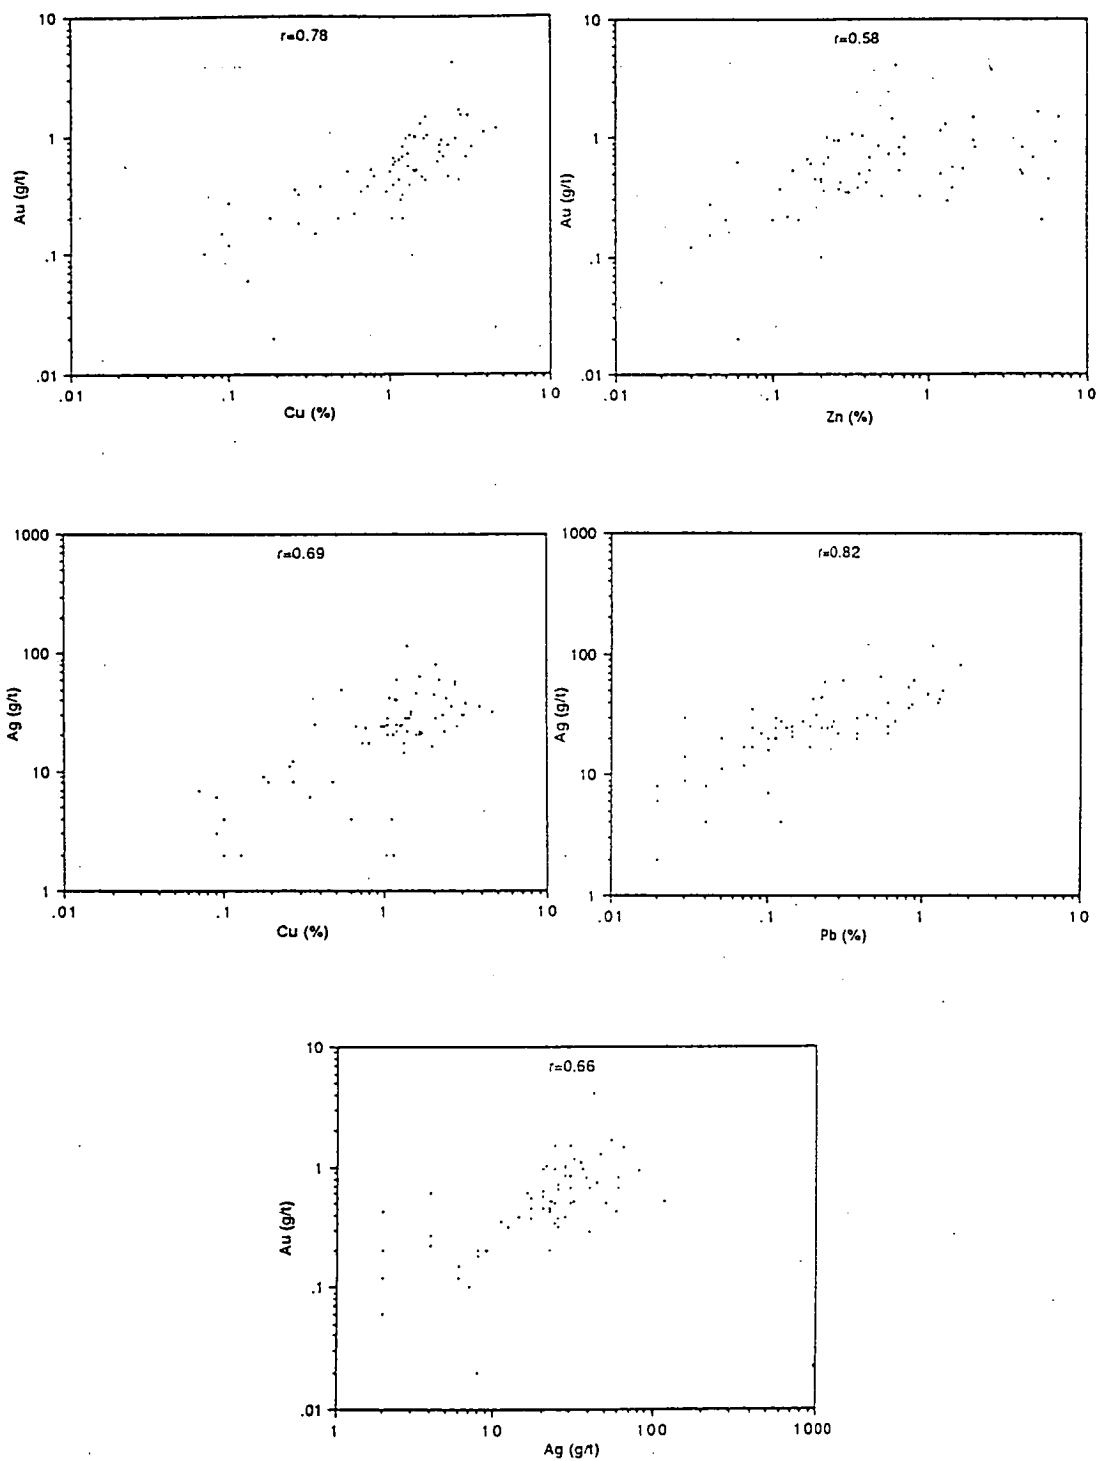 10
r=0.78
1
Au (g/t)
.1
.01
.01
.1
1
10
Cu (%)
10
r=0.58
1
Au (g/t)
.1
.01
.01
.1
1
10
Zn (%)
1000
r=0.69
100
Ag (g/t)
10
1
.01
.1
1
10
Cu (%)
1000
r=0.82
100
Ag (g/t)
10
1
.01
.1
1
10
Pb (%)
10
r=0.66
1
Au (g/t)
.1
.01
1
10
100
1000
Ag (g/t)